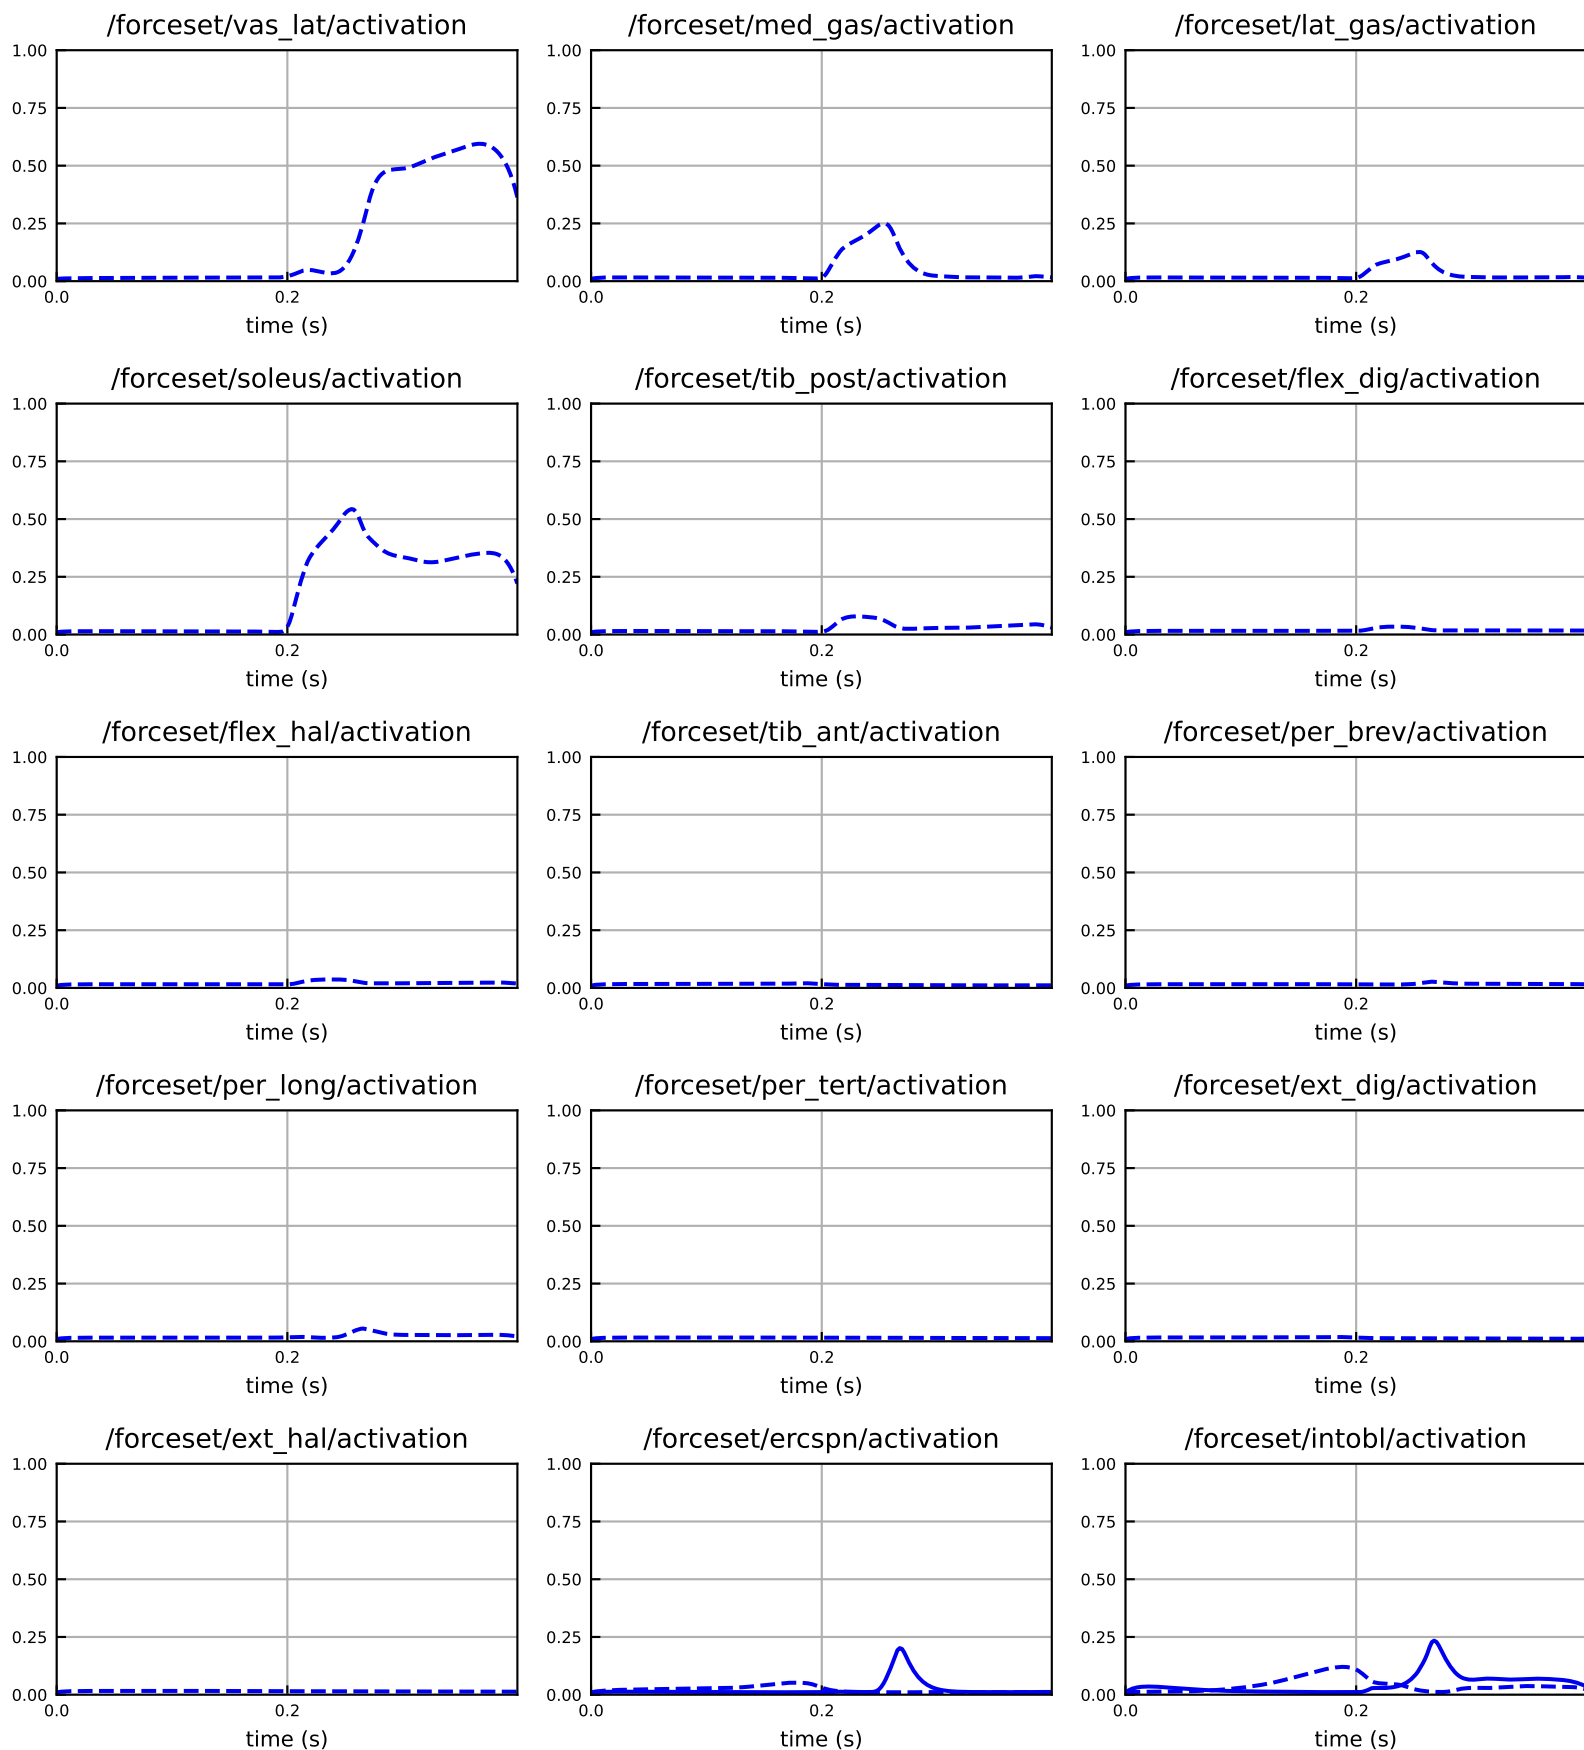 /forceset/vas_lat/activation /forceset/med_gas/activation /forceset/lat_gas/activation
1.00 1.00 1.00
0.75 0.75 0.75
0.50 0.50 0.50
0.25 0.25 0.25
0.00 0.00 0.00
0.0 0.2 0.0 0.2 0.0 0.2
time (s) time (s) time (s)
/forceset/soleus/activation /forceset/tib_post/activation /forceset/flex_dig/activation
1.00 1.00 1.00
0.75 0.75 0.75
0.50 0.50 0.50
0.25 0.25 0.25
0.00 0.00 0.00
0.0 0.2 0.0 0.2 0.0 0.2
time (s) time (s) time (s)
/forceset/flex_hal/activation /forceset/tib_ant/activation /forceset/per_brev/activation
1.00 1.00 1.00
0.75 0.75 0.75
0.50 0.50 0.50
0.25 0.25 0.25
0.00 0.00 0.00
0.0 0.2 0.0 0.2 0.0 0.2
time (s) time (s) time (s)
/forceset/per_long/activation /forceset/per_tert/activation /forceset/ext_dig/activation
1.00 1.00 1.00
0.75 0.75 0.75
0.50 0.50 0.50
0.25 0.25 0.25
0.00 0.00 0.00
0.0 0.2 0.0 0.2 0.0 0.2
time (s) time (s) time (s)
/forceset/ext_hal/activation /forceset/ercspn/activation /forceset/intobl/activation
1.00 1.00 1.00
0.75 0.75 0.75
0.50 0.50 0.50
0.25 0.25 0.25
0.00 0.00 0.00
0.0 0.2 0.0 0.2 0.0 0.2
time (s) time (s) time (s)